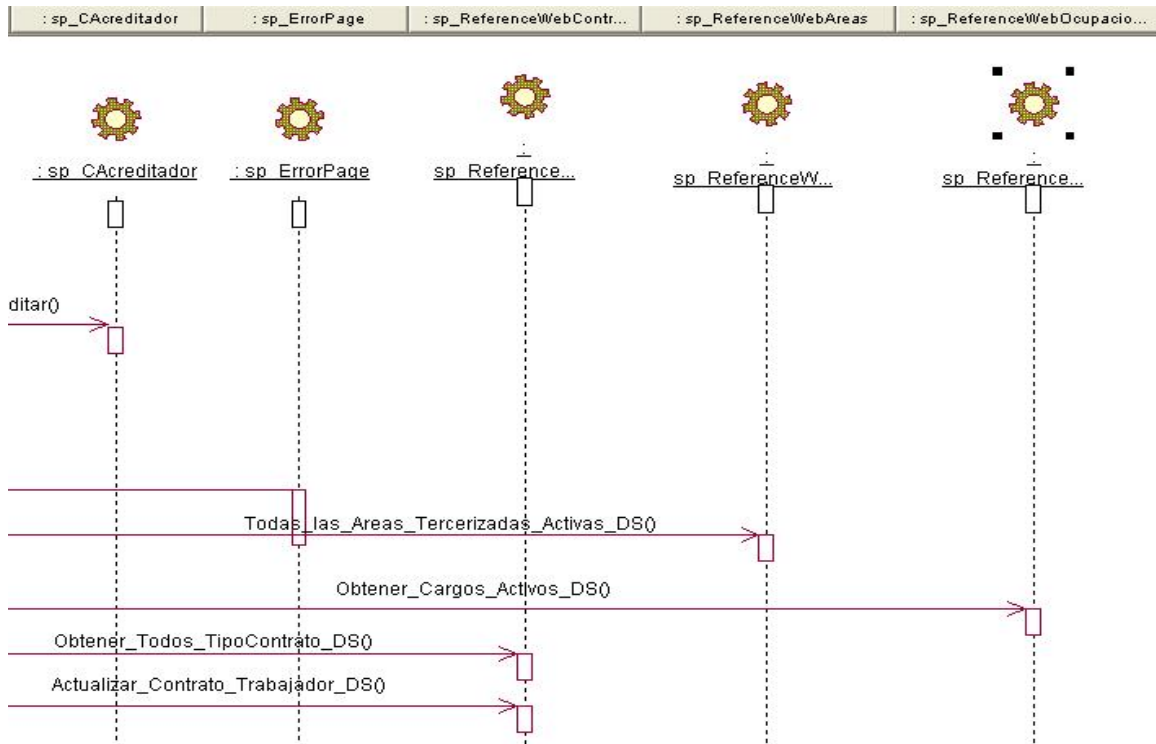 : sp_CAcreditador
: sp_ErrorPage
: sp_ReferenceWebContr...
: sp_ReferenceWebAreas
: sp_ReferenceWebOcupacio...
: sp_CAcreditador
: sp_ErrorPage
:
sp_Reference...
:
sp_ReferenceW...
:
sp_Reference...
ditar()
Todas_las_Areas_Tercerizadas_Activas_DS()
Obtener_Cargos_Activos_DS()
Obtener_Todos_TipoContrato_DS()
Actualizar_Contrato_Trabajador_DS()